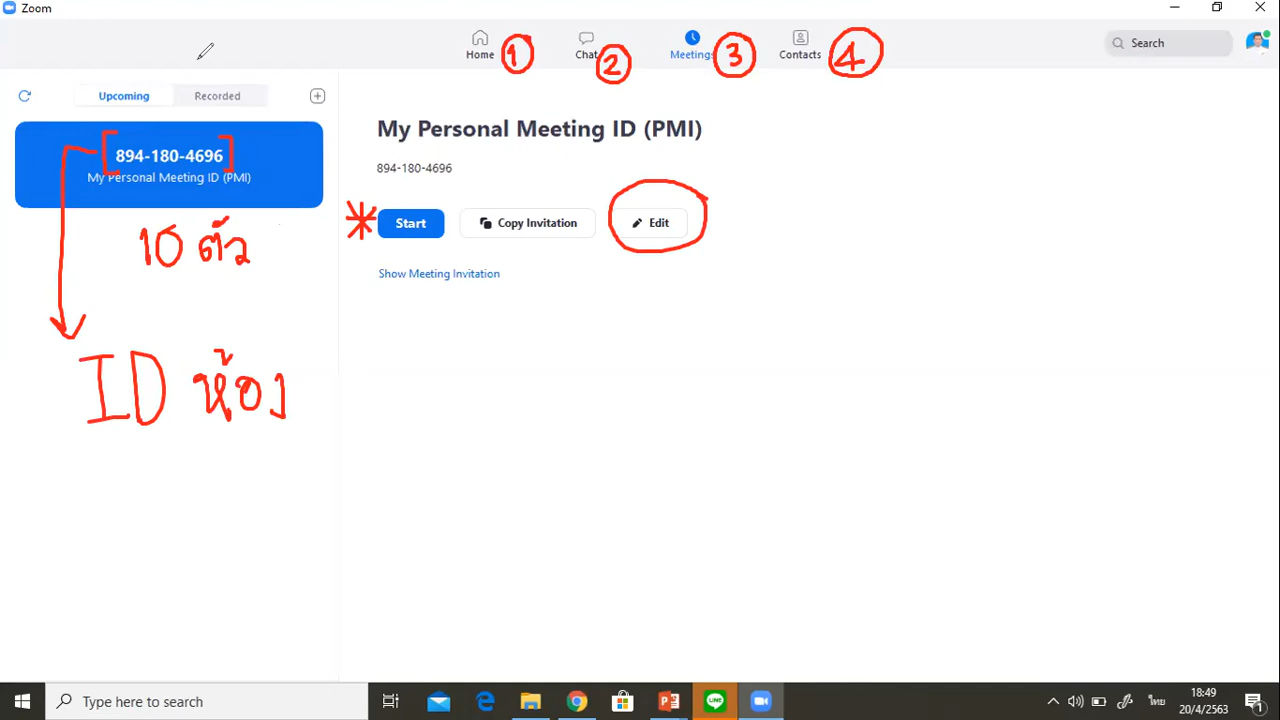 Zoom
Home 1 Chat 2 Meetings 3 Contacts 4 Search
Upcoming Recorded
894-180-4696
My Personal Meeting ID (PMI)
10 ตัว
ID ห้อง
My Personal Meeting ID (PMI)
894-180-4696
* Start Copy Invitation Edit
Show Meeting Invitation
Type here to search
LINE
ไทย
18:49
20/4/2563
1